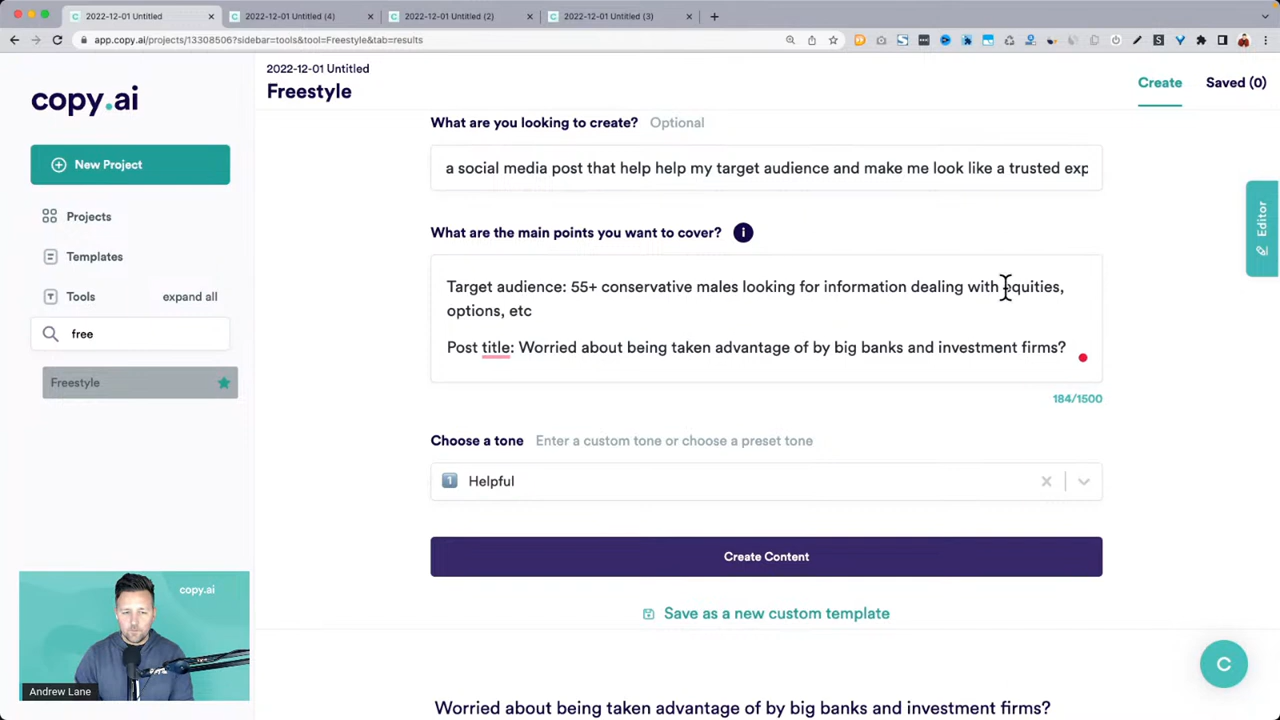 2022-12-01 Untitled
2022-12-01 Untitled (4)
2022-12-01 Untitled (2)
2022-12-01 Untitled (3)
app.copy.ai/projects/13308506?sidebar=tools&tool=Freestyle&tab=results
copy.ai
New Project
Projects
Templates
Tools
expand all
free
Freestyle
2022-12-01 Untitled
Freestyle
Create
Saved (0)
What are you looking to create? Optional
a social media post that help help my target audience and make me look like a trusted exp
What are the main points you want to cover?
Target audience: 55+ conservative males looking for information dealing with equities,
options, etc
Post title: Worried about being taken advantage of by big banks and investment firms?
184/1500
Choose a tone Enter a custom tone or choose a preset tone
1 Helpful
Create Content
Save as a new custom template
Worried about being taken advantage of by big banks and investment firms?
Editor
C
copy.ai
Andrew Lane